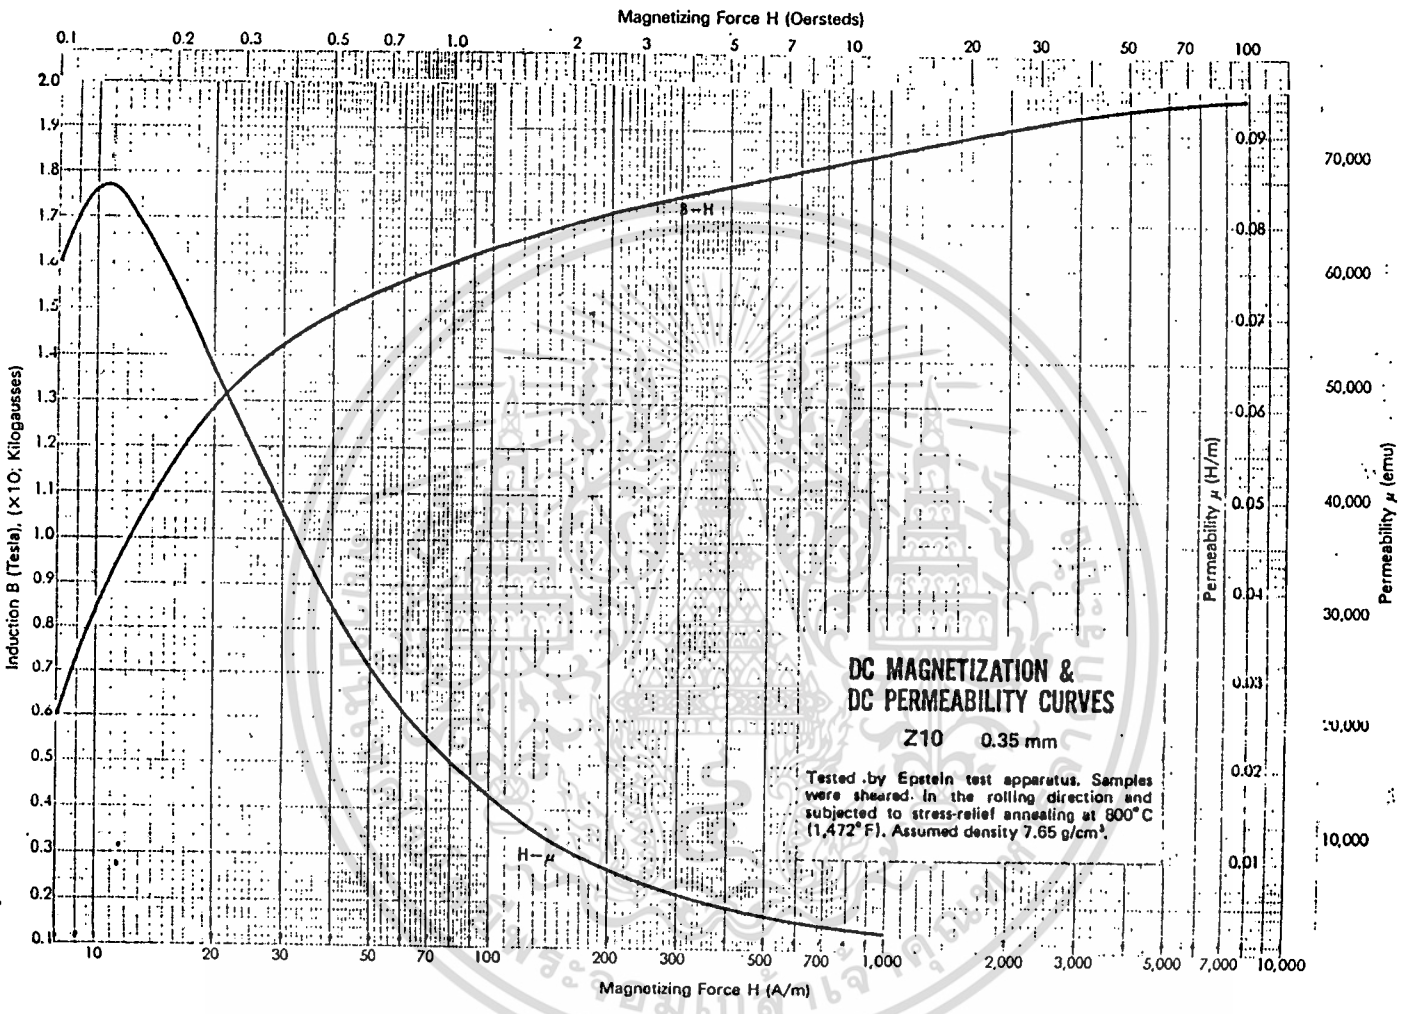 Magnetizing Force H (Oersteds)
0.1 0.2 0.3 0.5 0.7 1.0 2 3 5 7 10 20 30 50 70 100
2.0
1.9
1.8
1.7
1.6
1.5
1.4
1.3
1.2
1.1
1.0
0.9
0.8
0.7
0.6
0.5
0.4
0.3
0.2
0.1
Induction B (Tesla), (×10; Kilogausses)
B-H
H-μ
0.09
0.08
0.07
0.06
0.05
0.04
0.03
0.02
0.01
Permeability μ (H/m)
70,000
60,000
50,000
40,000
30,000
20,000
10,000
Permeability μ (emu)
DC MAGNETIZATION &
DC PERMEABILITY CURVES
Z10 0.35 mm
Tested by Epstein test apparatus. Samples
were sheared in the rolling direction and
subjected to stress-relief annealing at 800°C
(1,472°F). Assumed density 7.65 g/cm³.
10 20 30 50 70 100 200 300 500 700 1,000 2,000 3,000 5,000 7,000 10,000
Magnetizing Force H (A/m)